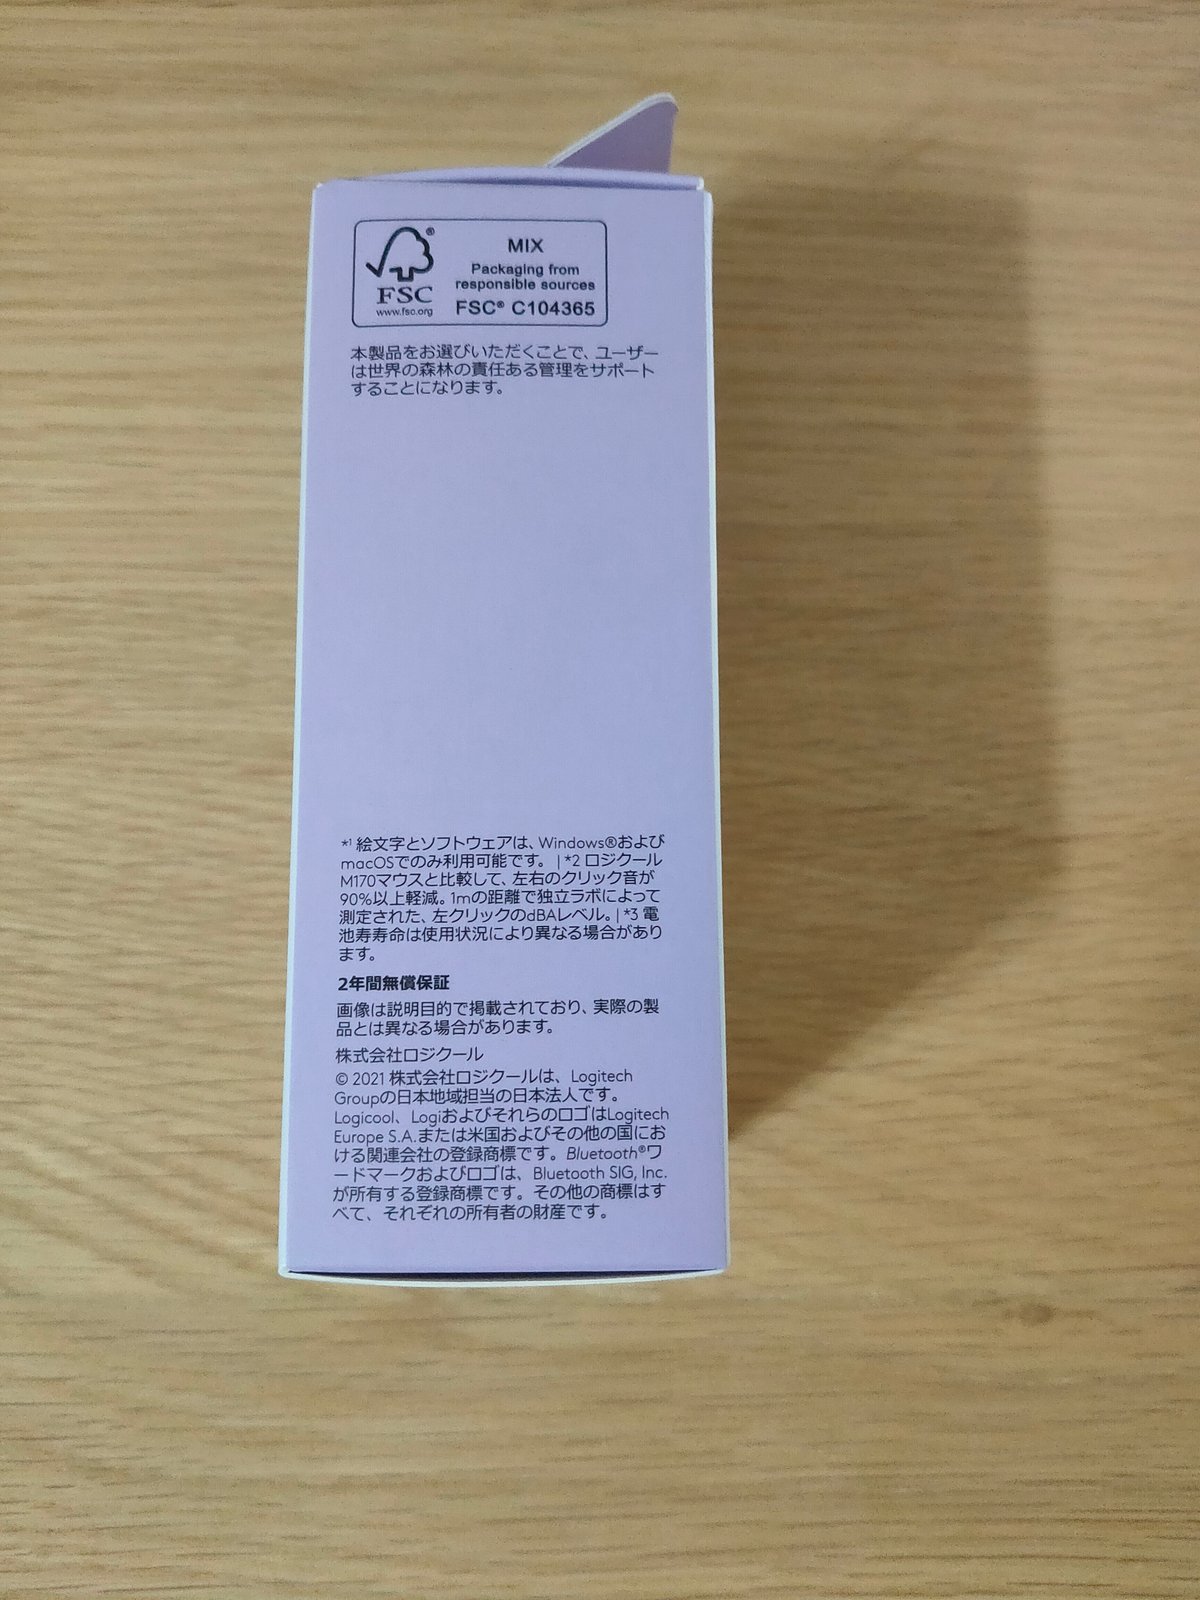 MIX
Packaging from
responsible sources
FSC® C104365
®
FSC
www.fsc.org
本製品をお選びいただくことで、ユーザー
は世界の森林の責任ある管理をサポート
することになります。
*¹ 絵文字とソフトウェアは、Windows®および
macOSでのみ利用可能です。 | *2 ロジクール
M170マウスと比較して、左右のクリック音が
90%以上軽減。1mの距離で独立ラボによって
測定された、左クリックのdBAレベル。| *3 電
池寿寿命は使用状況により異なる場合があり
ます。
2年間無償保証
画像は説明目的で掲載されており、実際の製
品とは異なる場合があります。
株式会社ロジクール
© 2021 株式会社ロジクールは、Logitech
Groupの日本地域担当の日本法人です。
Logicool、LogiおよびそれらのロゴはLogitech
Europe S.A.または米国およびその他の国にお
ける関連会社の登録商標です。Bluetooth®ワ
ードマークおよびロゴは、Bluetooth SIG, Inc.
が所有する登録商標です。その他の商標はす
べて、それぞれの所有者の財産です。